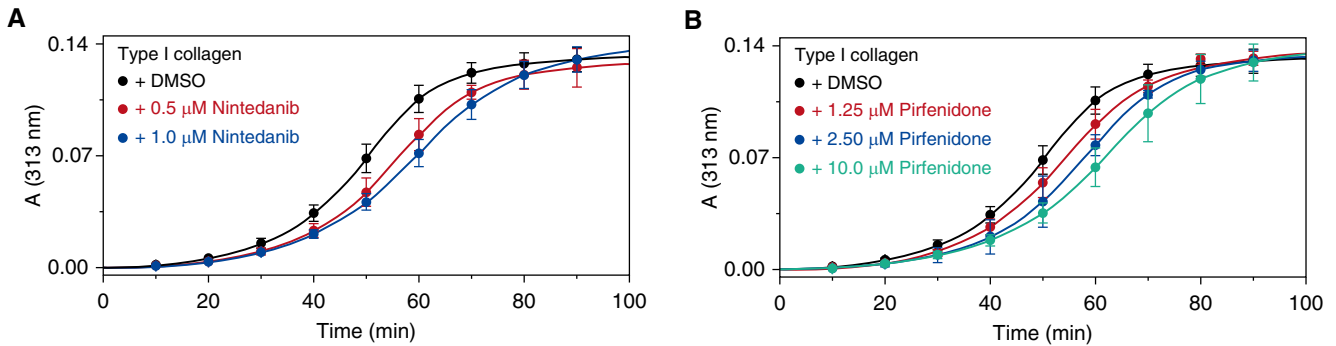 A
0.14
0.07
0.00
A (313 nm)
Type I collagen
+ DMSO
+ 0.5 μM Nintedanib
+ 1.0 μM Nintedanib
0 20 40 60 80 100
Time (min)
B
0.14
0.07
0.00
A (313 nm)
Type I collagen
+ DMSO
+ 1.25 μM Pirfenidone
+ 2.50 μM Pirfenidone
+ 10.0 μM Pirfenidone
0 20 40 60 80 100
Time (min)